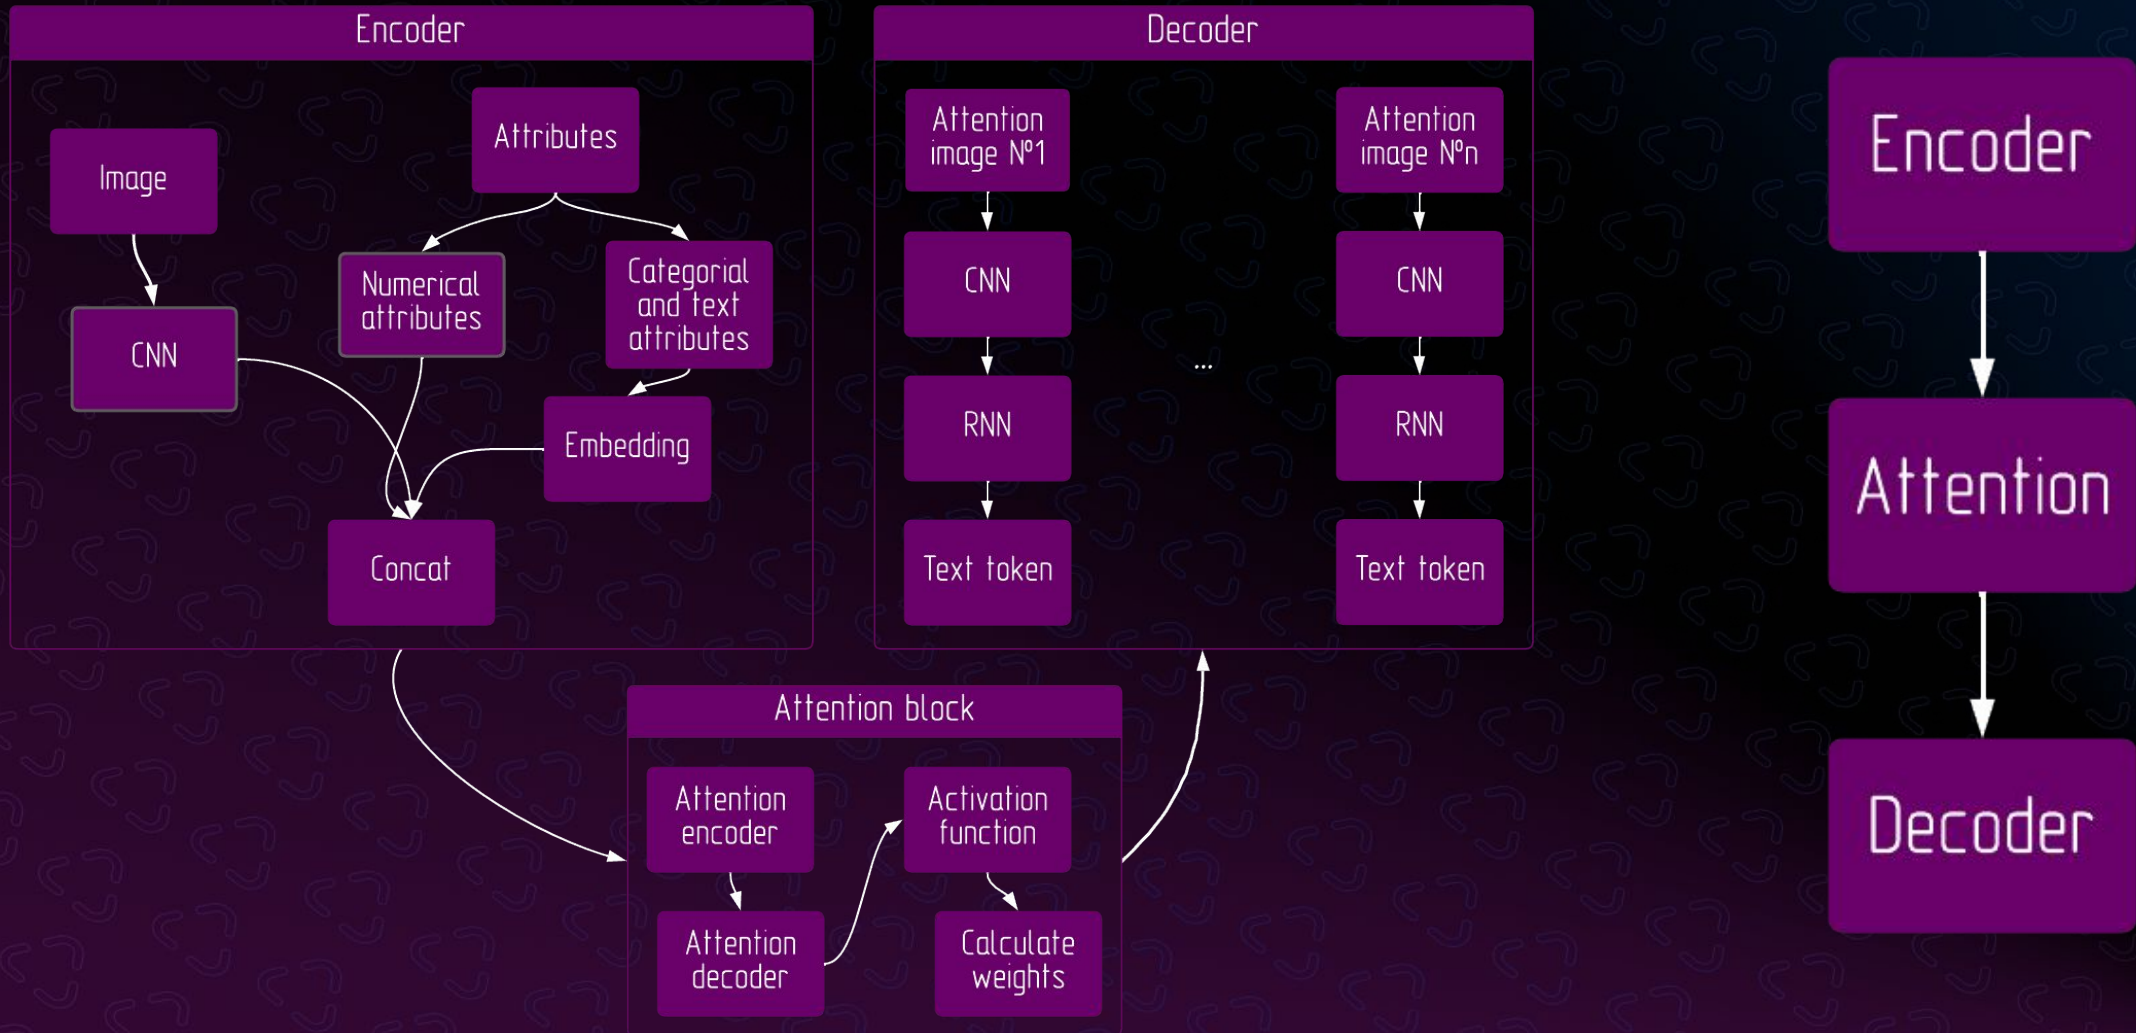 Encoder
Image
CNN
Attributes
Numerical
attributes
Categorial
and text
attributes
Embedding
Concat
Decoder
Attention
image №1
CNN
RNN
Text token
...
Attention
image №n
CNN
RNN
Text token
Attention block
Attention
encoder
Attention
decoder
Activation
function
Calculate
weights
Encoder
Attention
Decoder